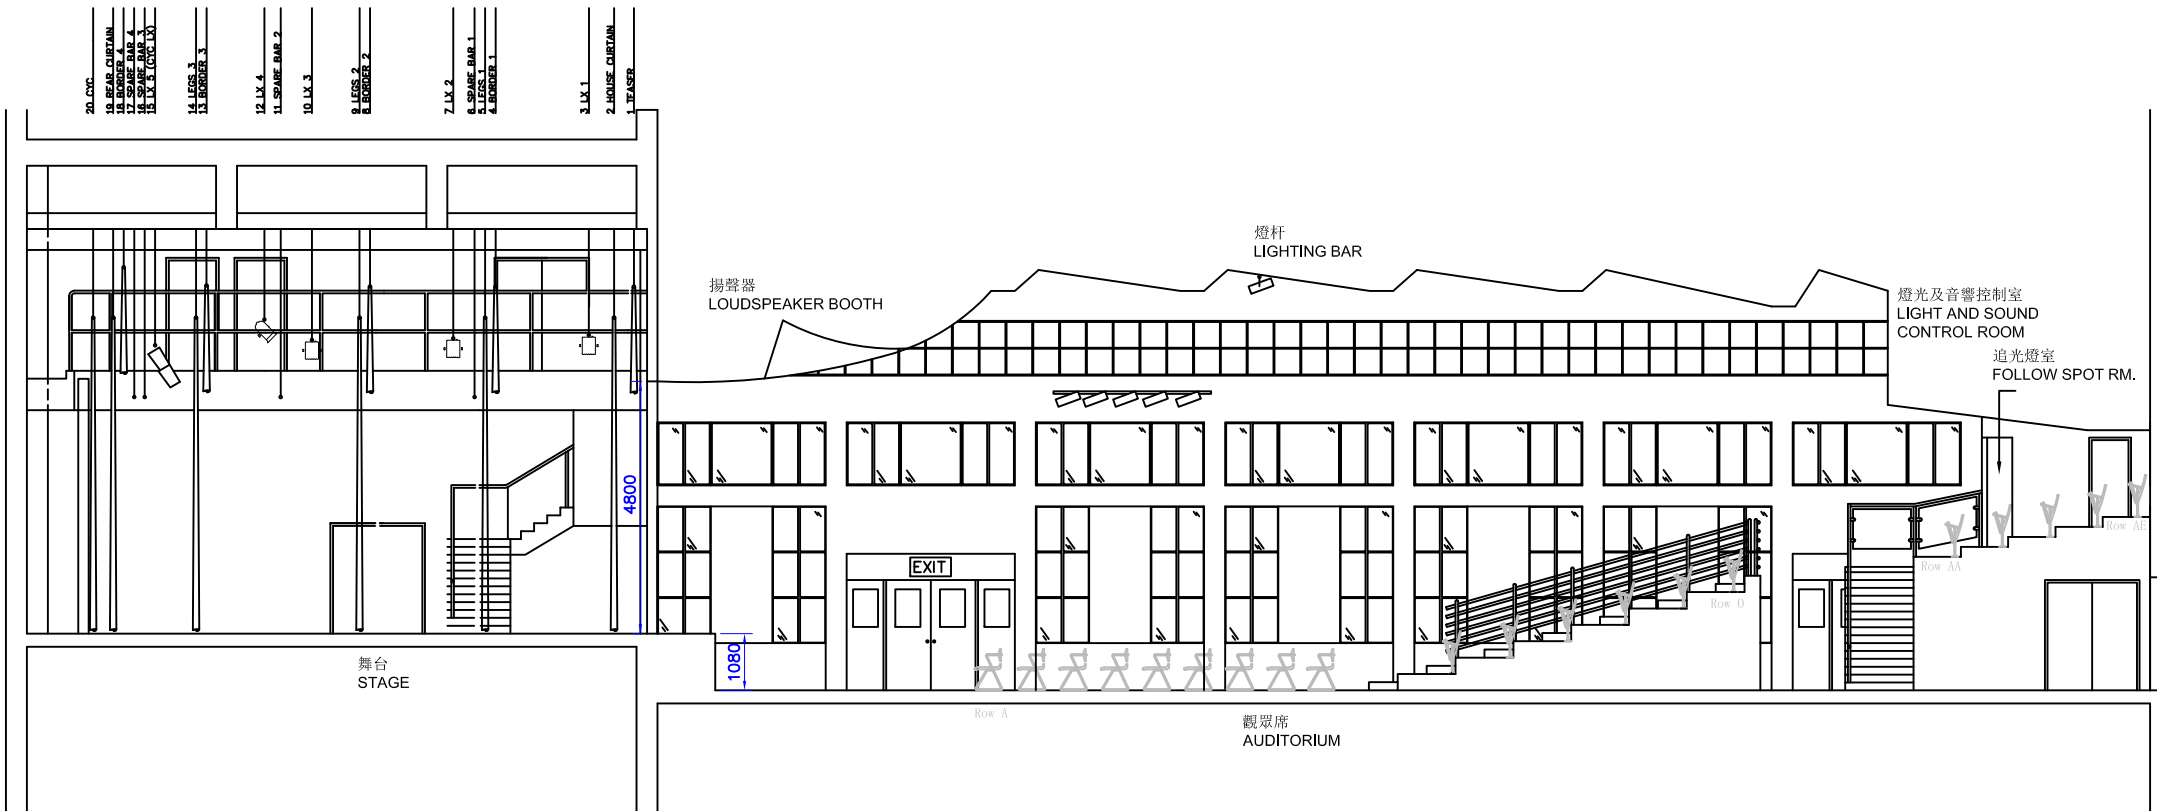 20 CYC
19 REAR CURTAIN
18 BORDER 4
17 SPARE BAR 4
16 SPARE BAR 3
15 LX 5 (CYC LX)
14 LEGS 3
13 BORDER 3
12 LX 4
11 SPARE BAR 2
10 LX 3
9 LEGS 2
8 BORDER 2
7 LX 2
6 SPARE BAR 1
5 LEGS 1
4 BORDER 1
3 LX 1
2 HOUSE CURTAIN
1 TEASER
燈杆
LIGHTING BAR
揚聲器
LOUDSPEAKER BOOTH
燈光及音響控制室
LIGHT AND SOUND
CONTROL ROOM
追光燈室
FOLLOW SPOT RM.
4800
EXIT
1080
Row A
Row O
Row AA
Row AE
舞台
STAGE
觀眾席
AUDITORIUM